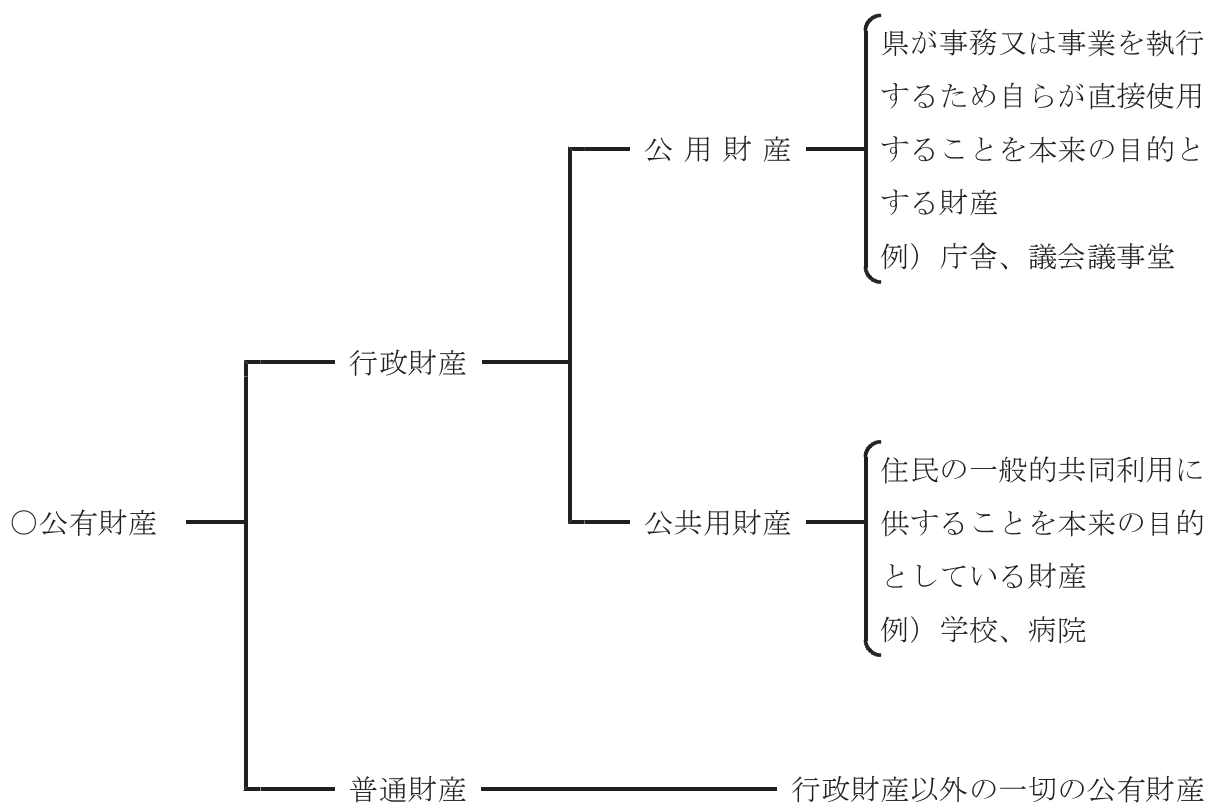 県が事務又は事業を執行
するため自らが直接使用
公用財産
することを本来の目的と
する財産
例）庁舎、議会議事堂
行政財産
住民の一般的共同利用に
〇公有財産
公共用財産
供することを本来の目的
としている財産
例）学校、病院
普通財産
行政財産以外の一切の公有財産